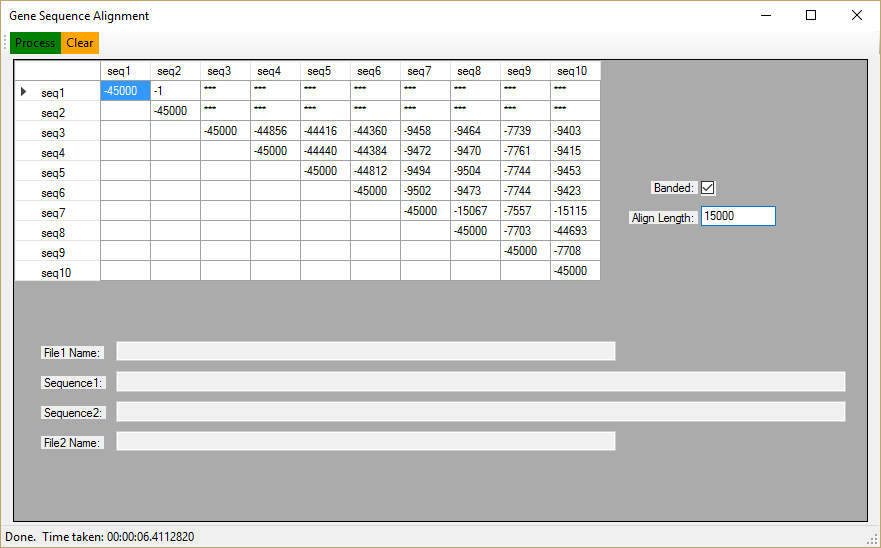 Gene Sequence Alignment
Process Clear
seq1 seq2 seq3 seq4 seq5 seq6 seq7 seq8 seq9 seq10
seq1 -45000 -1 *** *** *** *** *** *** *** ***
seq2 -45000 *** *** *** *** *** *** *** ***
seq3 -45000 -44856 -44416 -44360 -9458 -9464 -7739 -9403
seq4 -45000 -44440 -44384 -9472 -9470 -7761 -9415
seq5 -45000 -44812 -9494 -9504 -7744 -9453
seq6 -45000 -9502 -9473 -7744 -9423
seq7 -45000 -15067 -7557 -15115
seq8 -45000 -7703 -44693
seq9 -45000 -7708
seq10 -45000
Banded:
Align Length: 15000
File1 Name:
Sequence1:
Sequence2:
File2 Name:
Done. Time taken: 00:00:06.4112820